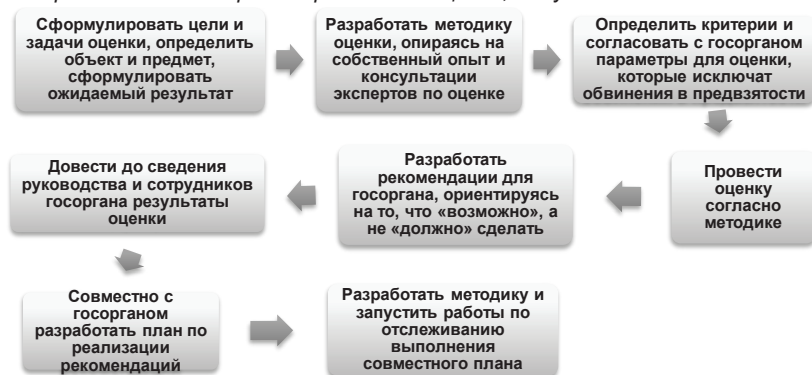 Сформулировать цели и
задачи оценки, определить
объект и предмет,
сформулировать
ожидаемый результат
Разработать методику
оценки, опираясь на
собственный опыт и
консультации
экспертов по оценке
Определить критерии и
согласовать с госорганом
параметры для оценки,
которые исключат
обвинения в предвзятости
Провести
оценку
согласно
методике
Разработать
рекомендации для
госоргана, ориентируясь
на то, что «возможно», а
не «должно» сделать
Довести до сведения
руководства и сотрудников
госоргана результаты
оценки
Совместно с
госорганом
разработать план по
реализации
рекомендаций
Разработать методику и
запустить работы по
отслеживанию
выполнения
совместного плана